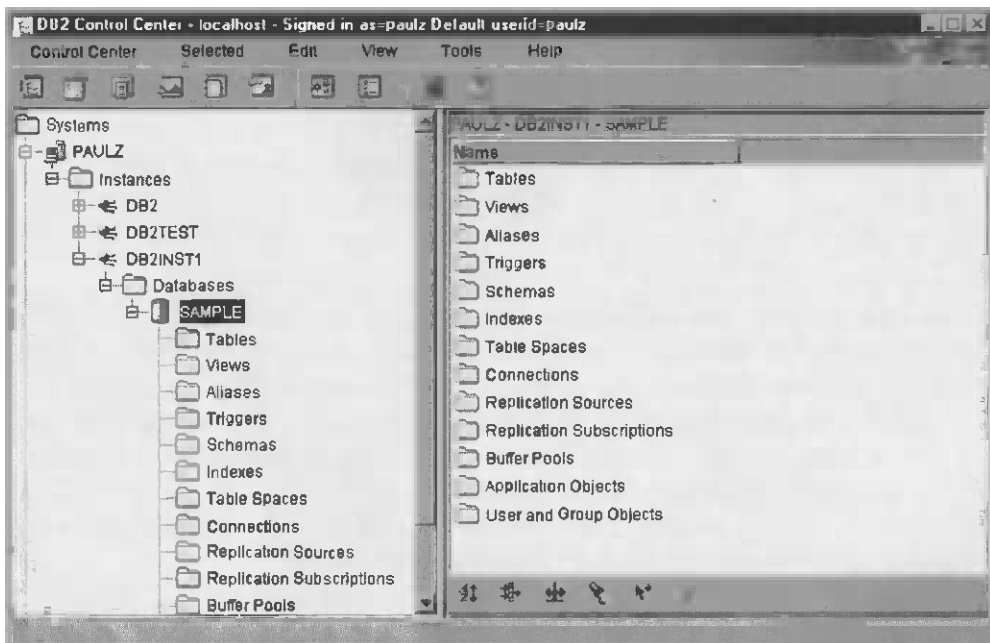 DB2 Control Center - localhost - Signed in as=paulz Default userid=paulz
Control Center Selected Edit View Tools Help
Systems
PAULZ
Instances
DB2
DB2TEST
DB2INST1
Databases
SAMPLE
Tables
Views
Aliases
Triggers
Schemas
Indexes
Table Spaces
Connections
Replication Sources
Replication Subscriptions
Buffer Pools
PAULZ - DB2INST1 - SAMPLE
Name
Tables
Views
Aliases
Triggers
Schemas
Indexes
Table Spaces
Connections
Replication Sources
Replication Subscriptions
Buffer Pools
Application Objects
User and Group Objects